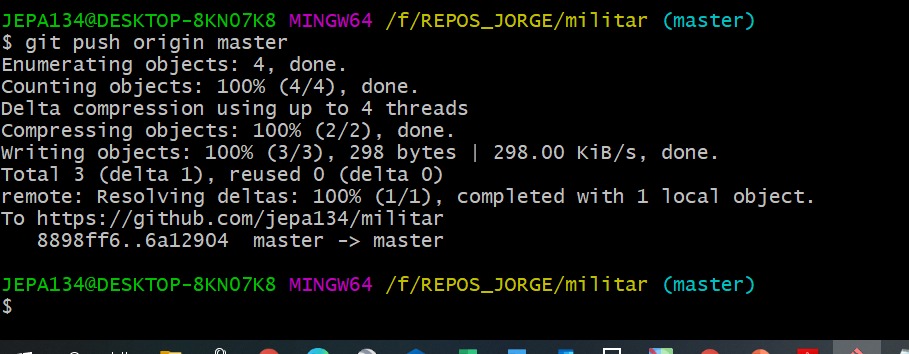 JEPA134@DESKTOP-8KNO7K8 MINGW64 /f/REPOS_JORGE/militar (master)
$ git push origin master
Enumerating objects: 4, done.
Counting objects: 100% (4/4), done.
Delta compression using up to 4 threads
Compressing objects: 100% (2/2), done.
Writing objects: 100% (3/3), 298 bytes | 298.00 KiB/s, done.
Total 3 (delta 1), reused 0 (delta 0)
remote: Resolving deltas: 100% (1/1), completed with 1 local object.
To https://github.com/jepa134/militar
   8898ff6..6a12904  master -> master
JEPA134@DESKTOP-8KNO7K8 MINGW64 /f/REPOS_JORGE/militar (master)
$